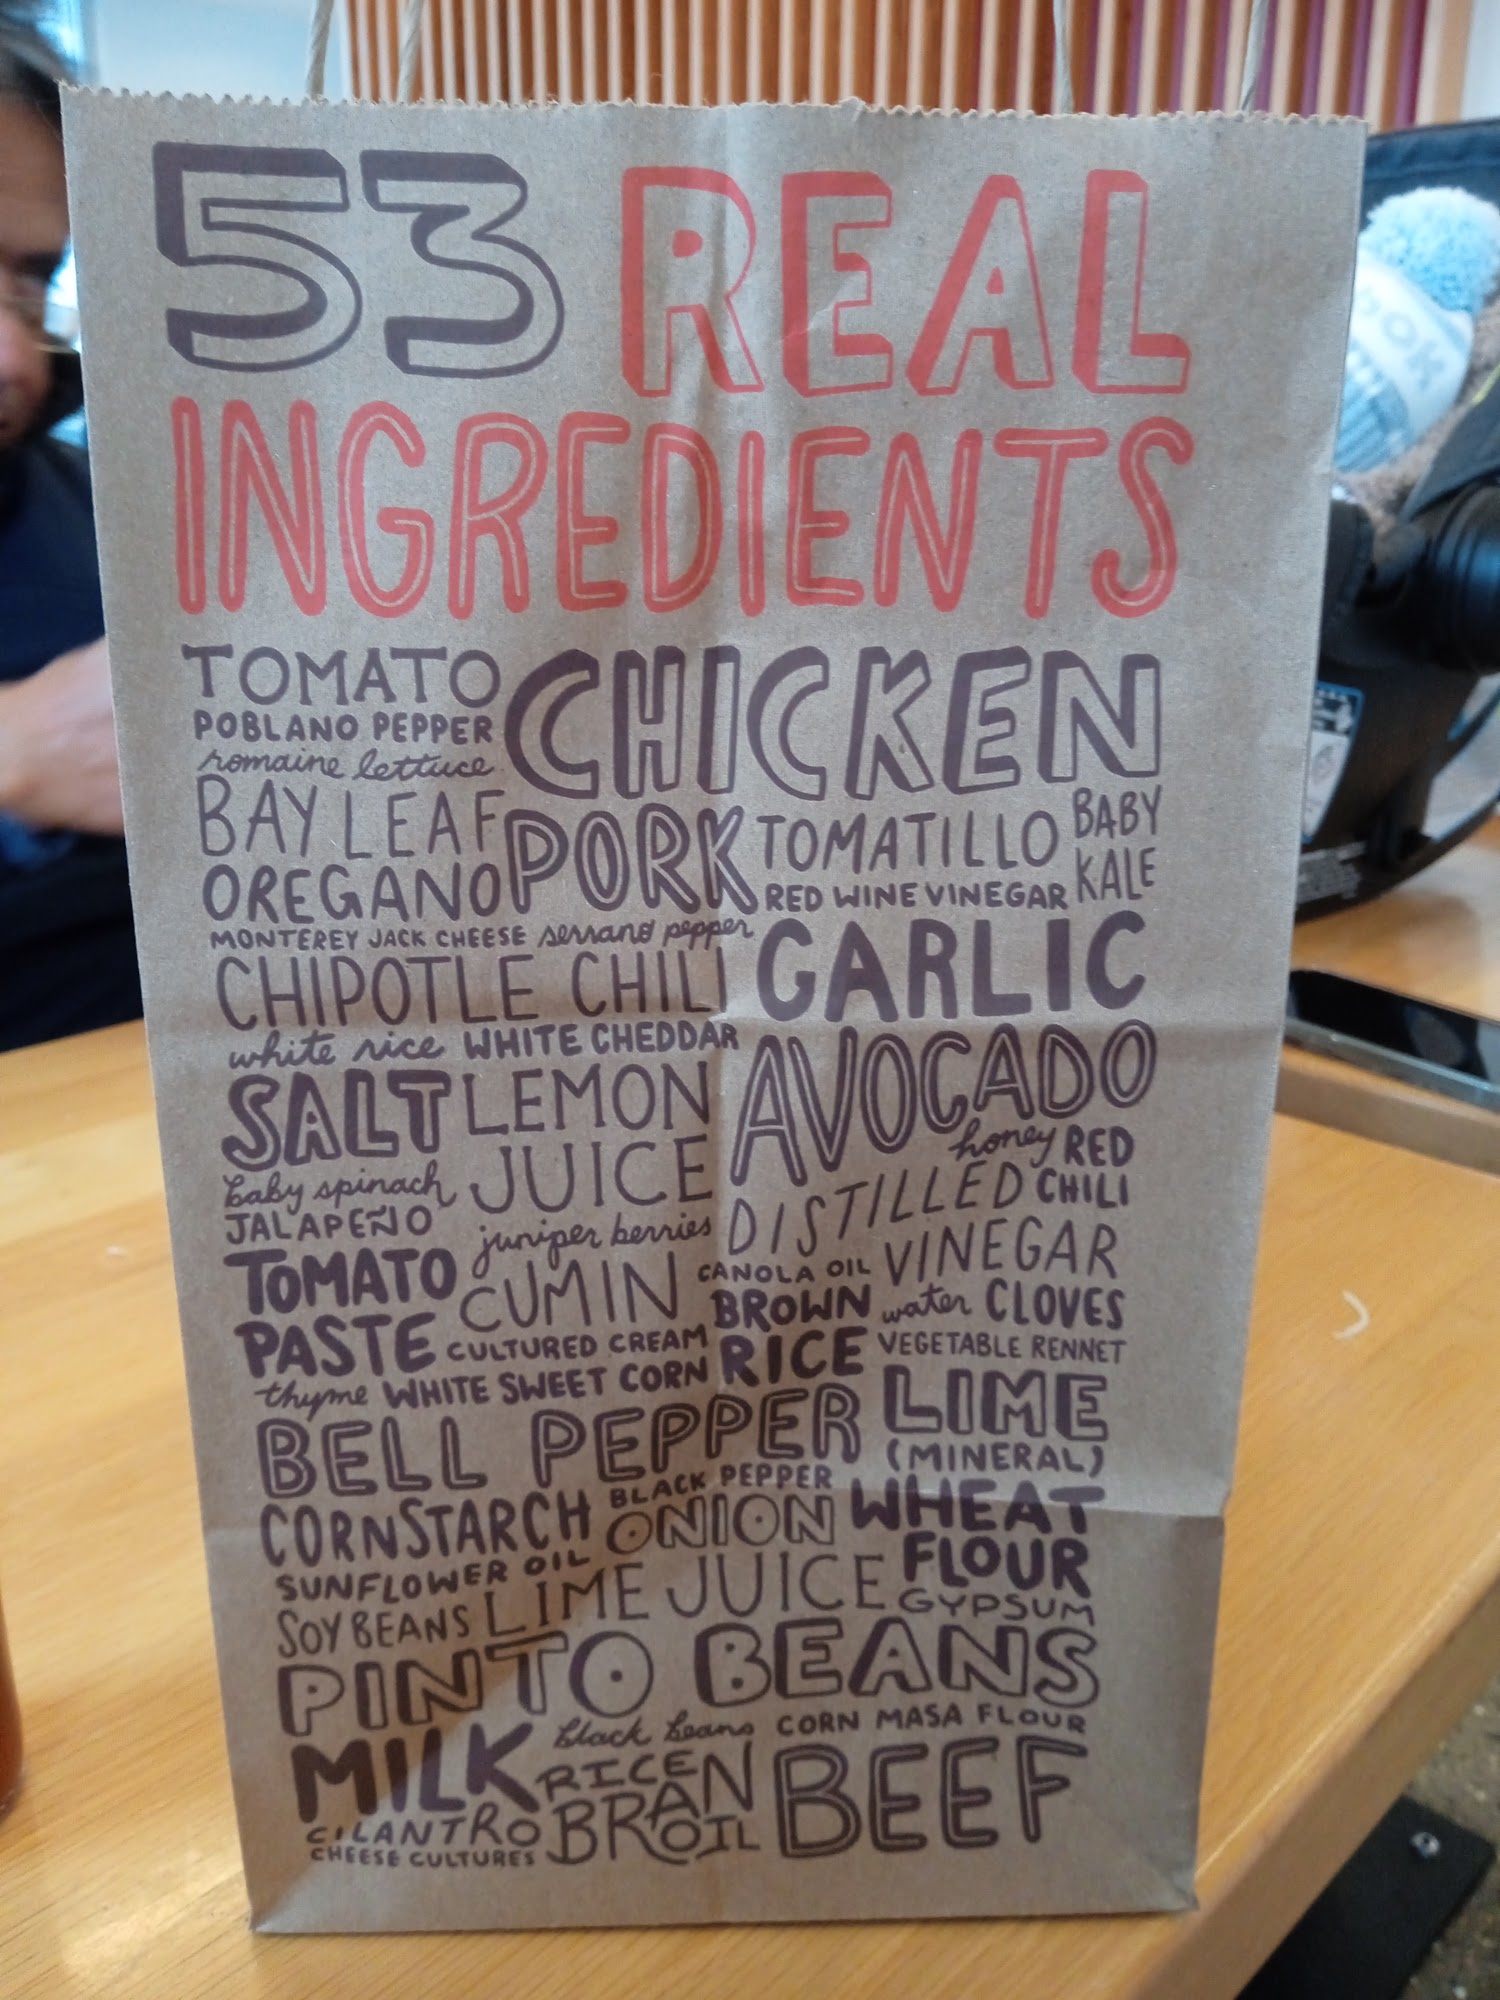 53 REAL
INGREDIENTS
TOMATO
POBLANO PEPPER
romaine lettuce
CHICKEN
BAY LEAF
OREGANO
PORK
TOMATILLO
BABY
KALE
RED WINE VINEGAR
MONTEREY JACK CHEESE serrano pepper
CHIPOTLE CHILI
GARLIC
white rice WHITE CHEDDAR
SALT
LEMON
JUICE
AVOCADO
baby spinach
JALAPEÑO
juniper berries
honey RED
CHILI
DISTILLED
VINEGAR
TOMATO
PASTE
CUMIN
CANOLA OIL
BROWN
RICE
water CLOVES
CULTURED CREAM
VEGETABLE RENNET
thyme WHITE SWEET CORN
BELL PEPPER
LIME
(MINERAL)
CORNSTARCH
BLACK PEPPER
ONION
WHEAT
FLOUR
SUNFLOWER OIL
SOY BEANS
LIME JUICE
GYPSUM
PINTO BEANS
MILK
black beans
CORN MASA FLOUR
RICE
BRAN
OIL
BEEF
CILANTRO
CHEESE CULTURES